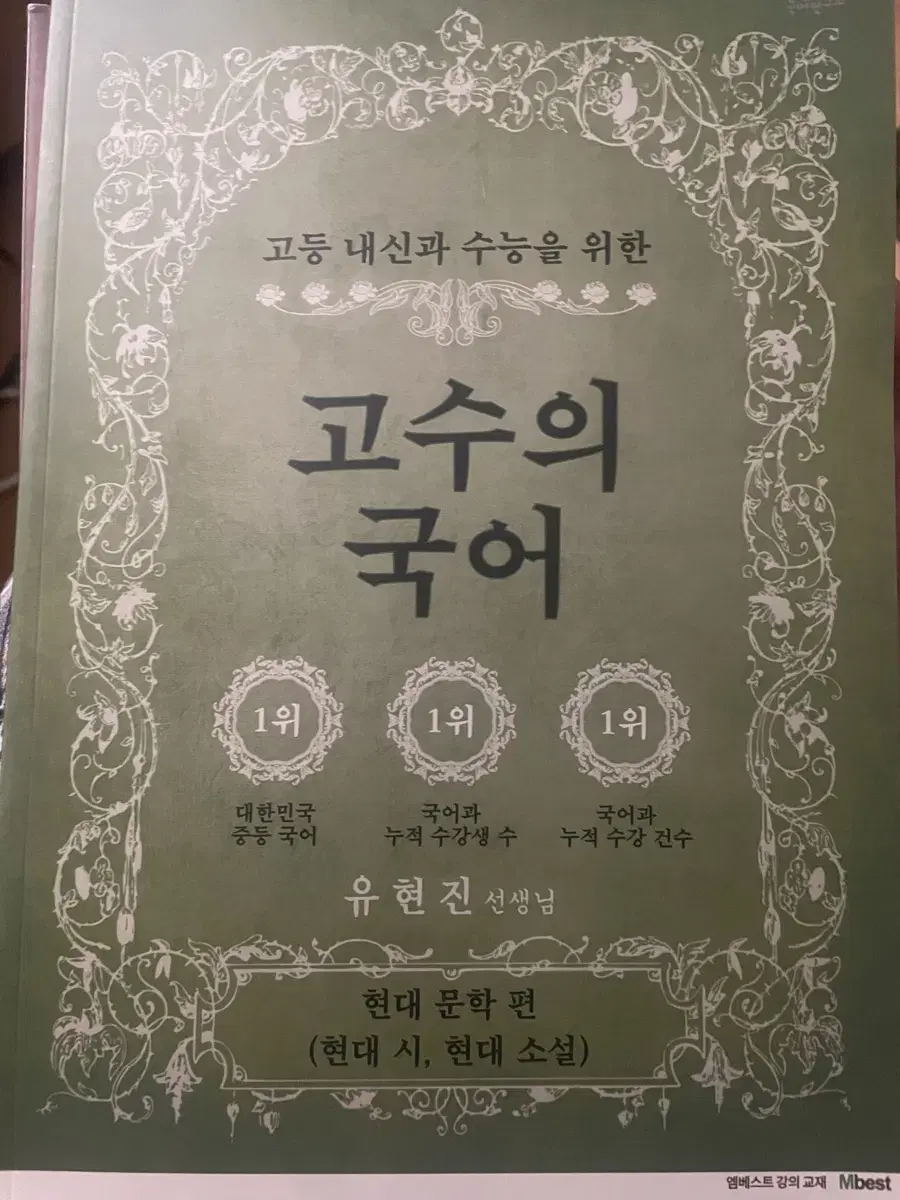 고등 내신과 수능을 위한
고수의
국어
1위
1위
1위
대한민국
중등 국어
국어과
누적 수강생 수
국어과
누적 수강 건수
유현진 선생님
현대 문학 편
(현대 시, 현대 소설)
엠베스트 강의 교재 Mbest